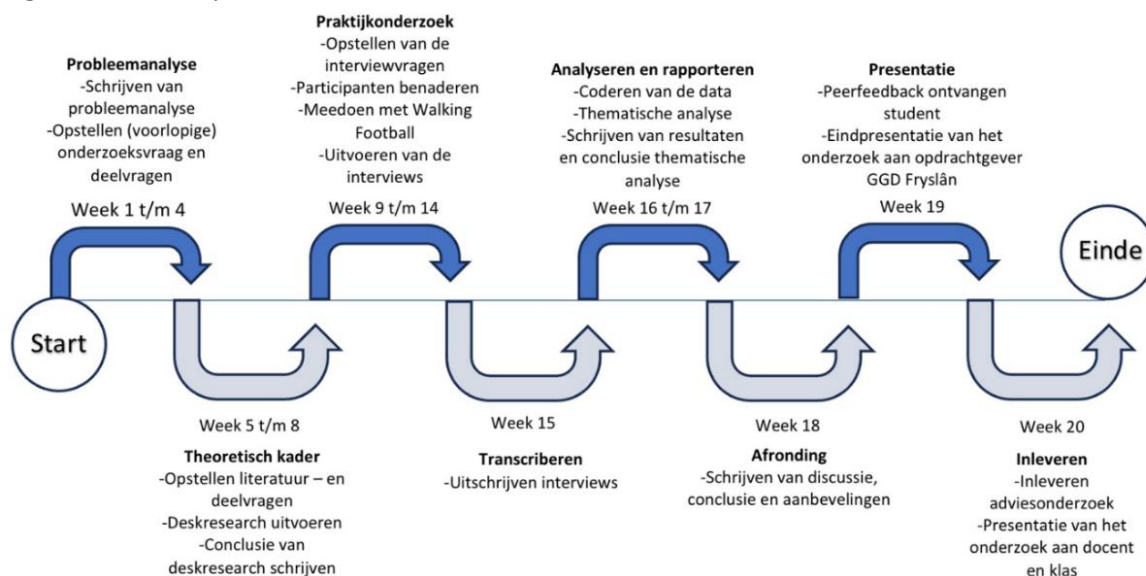 Probleemanalyse
-Schrijven van
probleemanalyse
-Opstellen (voorlopige)
onderzoeksvraag en
deelvragen
Week 1 t/m 4
Praktijkonderzoek
-Opstellen van de
interviewvragen
-Participanten benaderen
-Meedoen met Walking
Football
-Uitvoeren van de
interviews
Week 9 t/m 14
Analyseren en rapporteren
-Coderen van de data
-Thematische analyse
-Schrijven van resultaten
en conclusie thematische
analyse
Week 16 t/m 17
Presentatie
-Peerfeedback ontvangen
student
-Eindpresentatie van het
onderzoek aan opdrachtgever
GGD Fryslân
Week 19
Einde
Start
Week 5 t/m 8
Theoretisch kader
-Opstellen literatuur – en
deelvragen
-Deskresearch uitvoeren
-Conclusie van
deskresearch schrijven
Week 15
Transcriberen
-Uitschrijven interviews
Week 18
Afronding
-Schrijven van discussie,
conclusie en aanbevelingen
Week 20
Inleveren
-Inleveren
adviesonderzoek
-Presentatie van het
onderzoek aan docent
en klas